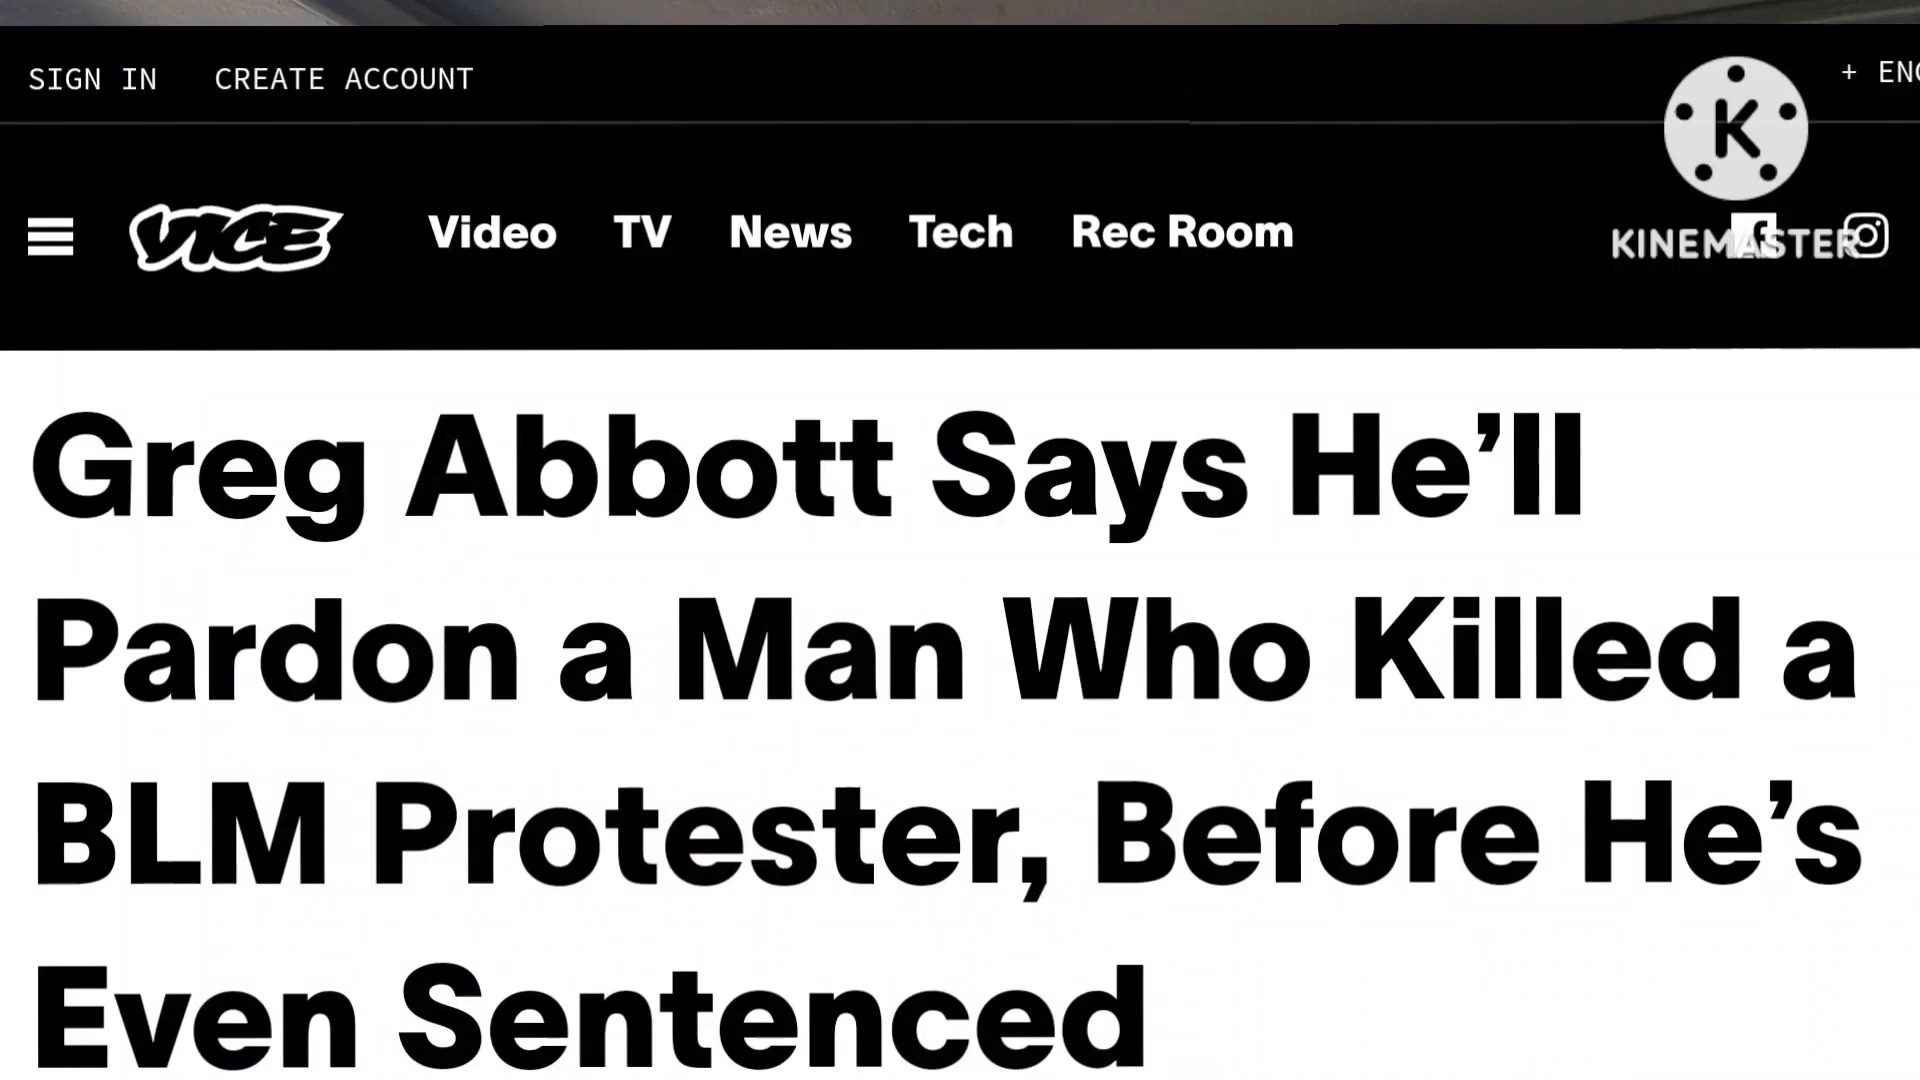 SIGN IN CREATE ACCOUNT
+ ENG
K
VICE Video TV News Tech Rec Room
KINEMASTER
Greg Abbott Says He’ll
Pardon a Man Who Killed a
BLM Protester, Before He’s
Even Sentenced